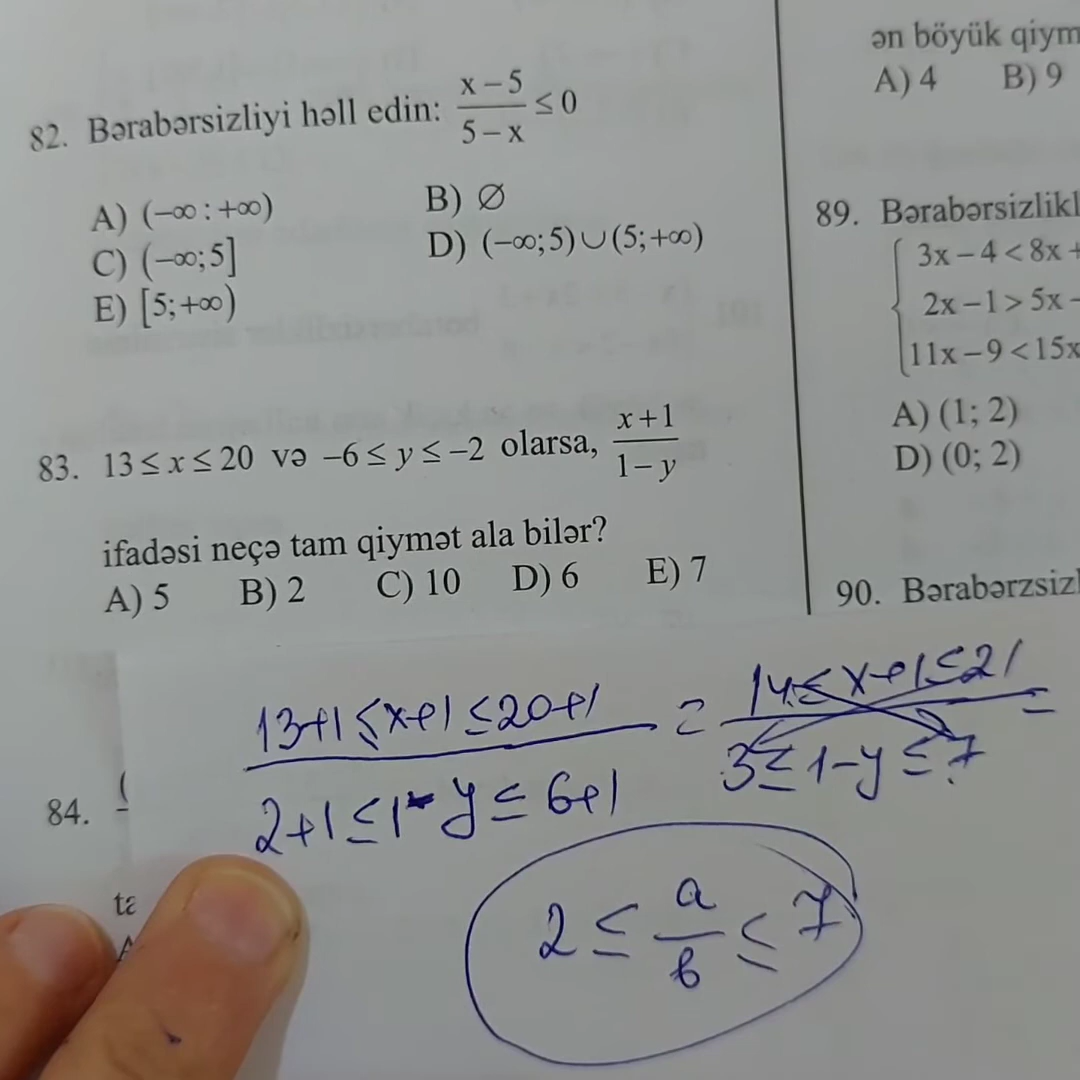 82. Bərabərsizliyi həll edin: (x – 5)/(5 – x) ≤ 0
A) (–∞ : +∞) B) ∅
C) (–∞; 5] D) (–∞; 5) ∪ (5; +∞)
E) [5; +∞)
83. 13 ≤ x ≤ 20 və –6 ≤ y ≤ –2 olarsa, (x + 1)/(1 – y)
ifadəsi neçə tam qiymət ala bilər?
A) 5 B) 2 C) 10 D) 6 E) 7
84.
ən böyük
A) 4 B) 9
89.
3x – 4 < 8x +
2x – 1 > 5x –
11x – 9 < 15x
A) (1; 2)
D) (0; 2)
90.
13+1 ≤ x+1 ≤ 20+1 = 14 ≤ x+1 ≤ 21 =
2+1 ≤ 1 - y ≤ 6+1 3 ≤ 1-y ≤ 7
2 ≤ a/b ≤ 7